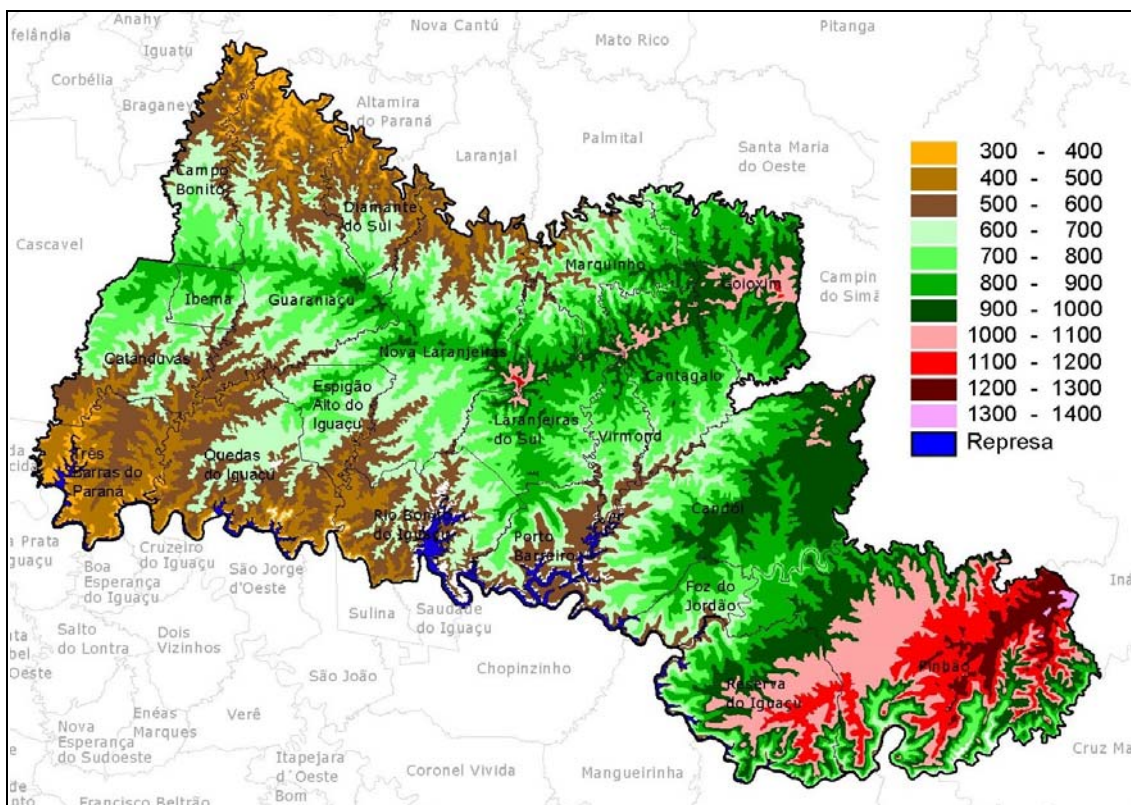 Anahy
Nova Cantú
Mato Rico
Pitanga
felândia
Iguatu
Corbélia
Braganey
Altamira
do Paraná
Palmital
Laranjal
Santa Maria
do Oeste
Campo
Bonito
Diamante
do Sul
Cascavel
Marquinho
Goioxim
Campin
do Simã
Ibema
Guaraniaçu
Nova Laranjeiras
Catanduvas
Cantagalo
Espigão
Alto do
Iguaçu
Laranjeiras
do Sul
Virmond
Três
Barras do
Paraná
Quedas
do Iguaçu
Candói
Rio Bonito
do Iguaçu
Porto
Barreiro
Foz do
Jordão
Pinhão
Reserva
do Iguaçu
a Prata
guaçu
Cruzeiro
do Iguaçu
Boa
Esperança
do Iguaçu
São Jorge
d'Oeste
Sulina
Saudade
do Iguaçu
Salto
do Lontra
Dois
Vizinhos
Chopinzinho
São João
Nova
Esperança
do Sudoeste
Enéas
Marques
Verê
Itapejara
d´Oeste
Bom
Coronel Vivida
Mangueirinha
Cruz Ma
Francisco Beltrão
300 - 400
400 - 500
500 - 600
600 - 700
700 - 800
800 - 900
900 - 1000
1000 - 1100
1100 - 1200
1200 - 1300
1300 - 1400
Represa